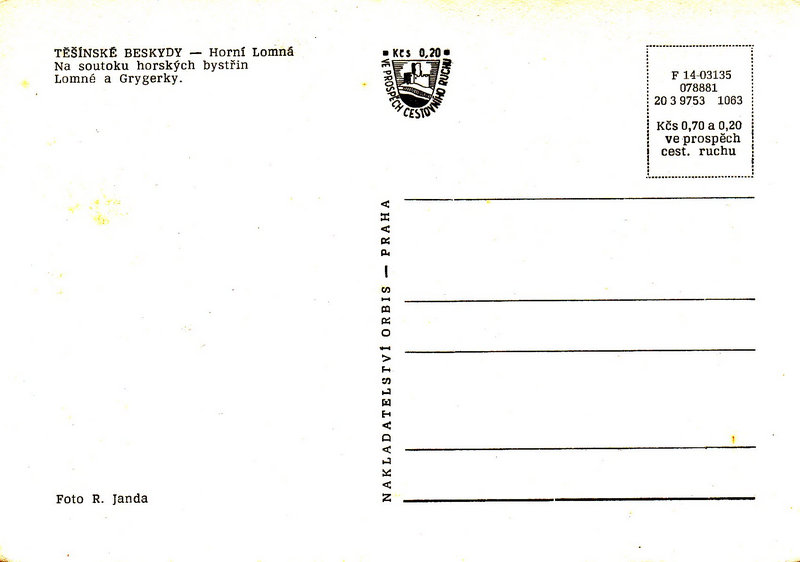 TĚŠÍNSKÉ BESKYDY — Horní Lomná
Na soutoku horských bystřin
Lomné a Grygerky.
Kčs 0,20
VE PROSPĚCH CESTOVNÍHO RUCHU
F 14-03135
078881
20 3 9753 1063
Kčs 0,70 a 0,20
ve prospěch
cest. ruchu
NAKLADATELSTVÍ ORBIS — PRAHA
Foto R. Janda